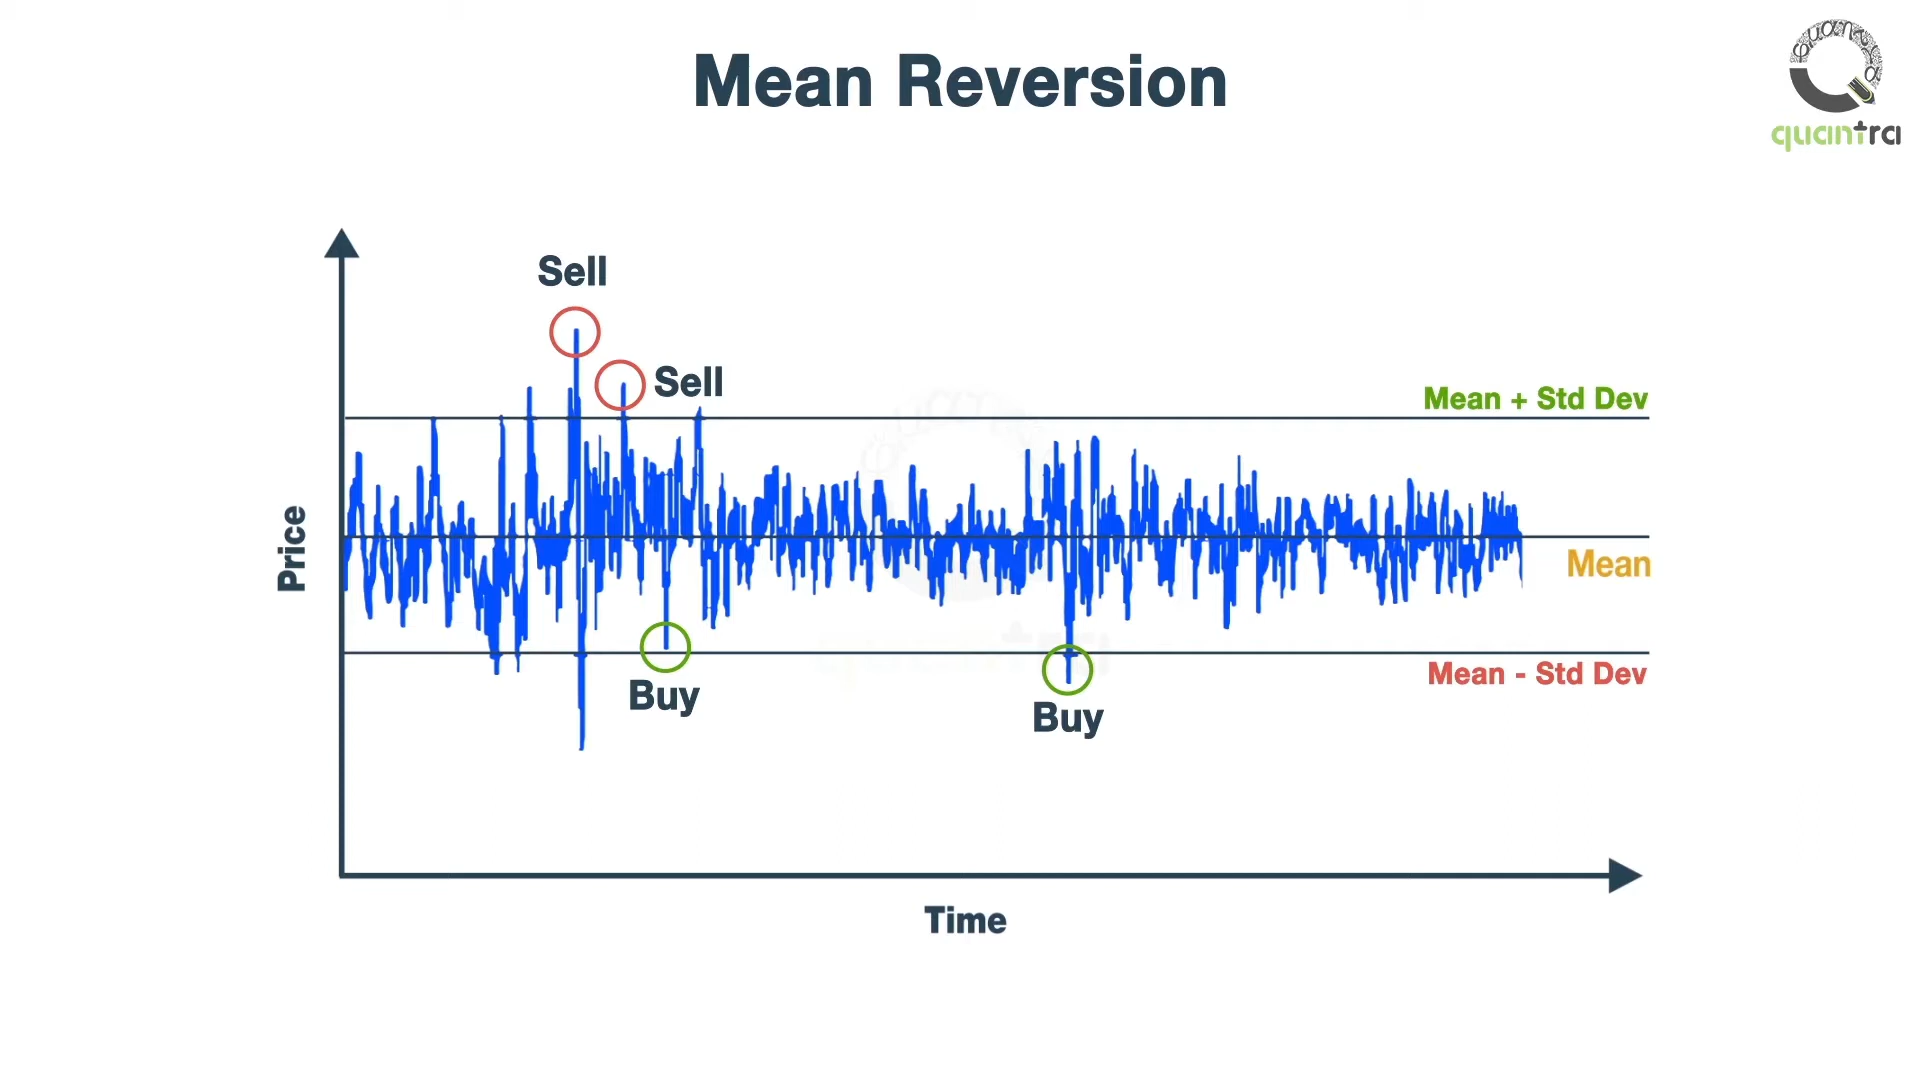 Mean Reversion
quantra
Sell
Sell
Mean + Std Dev
Price
Mean
Mean - Std Dev
Buy
Buy
Time